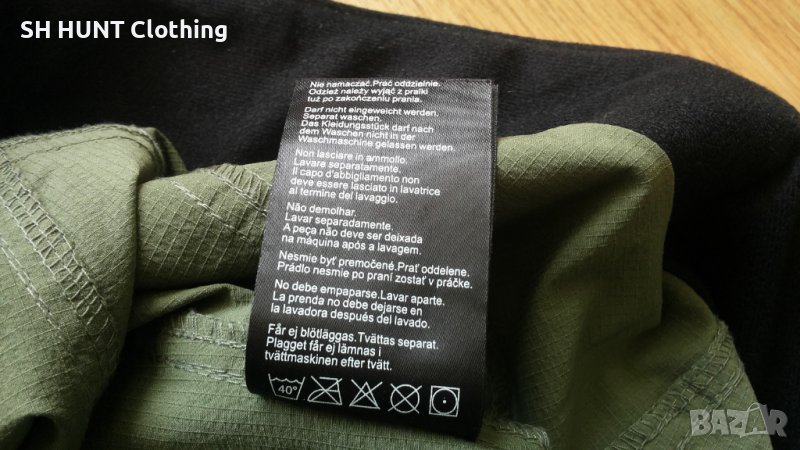 SH HUNT Clothing
Nie namaczać.Prać oddzielnie.
Odzież należy wyjąć z pralki
tuż po zakończeniu prania.
Darf nicht eingeweicht werden.
Separat waschen.
Das Kleidungsstück darf nach
dem Waschen nicht in der
Waschmaschine gelassen werden.
Non lasciare in ammollo.
Lavare separatamente.
Il capo d'abbigliamento non
deve essere lasciato in lavatrice
al termine del lavaggio.
Não demolhar.
Lavar separadamente.
A peça não deve ser deixada
na máquina após a lavagem.
Nesmie byť premočené.Prať oddelene.
Prádlo nesmie po praní zostať v práčke.
No debe empaparse.Lavar aparte.
La prenda no debe dejarse en
la lavadora después del lavado.
Får ej blötläggas.Tvättas separat.
Plagget får ej lämnas i
tvättmaskinen efter tvätt.
40°
BAZAR